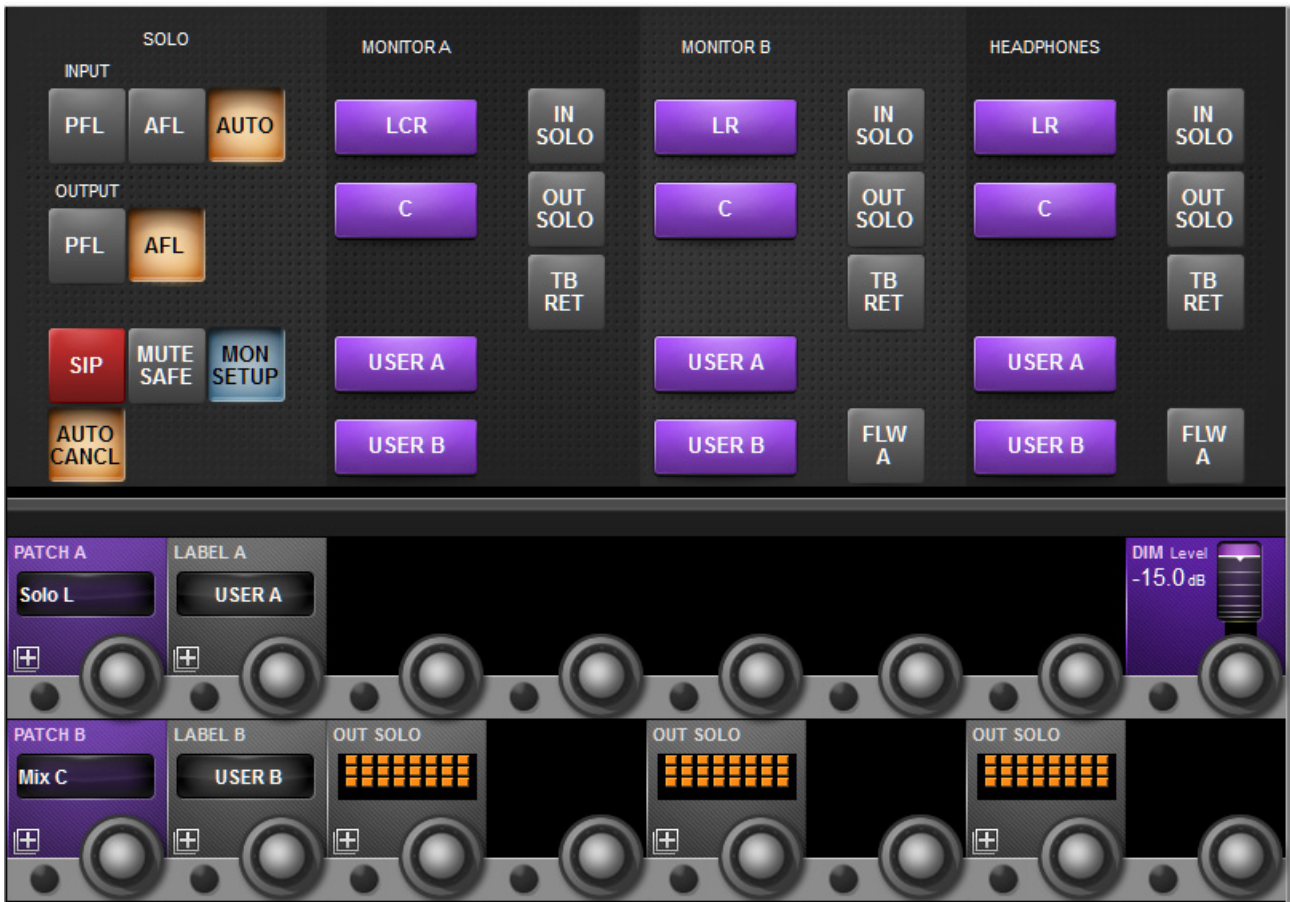 SOLO
MONITOR A
MONITOR B
HEADPHONES
INPUT
PFL
AFL
AUTO
LCR
IN
SOLO
LR
IN
SOLO
LR
IN
SOLO
OUTPUT
PFL
AFL
C
OUT
SOLO
C
OUT
SOLO
C
OUT
SOLO
TB
RET
TB
RET
TB
RET
SIP
MUTE
SAFE
MON
SETUP
USER A
USER A
USER A
AUTO
CANCL
USER B
USER B
FLW
A
USER B
FLW
A
PATCH A
LABEL A
DIM Level
-15.0 dB
Solo L
USER A
PATCH B
LABEL B
OUT SOLO
OUT SOLO
OUT SOLO
Mix C
USER B